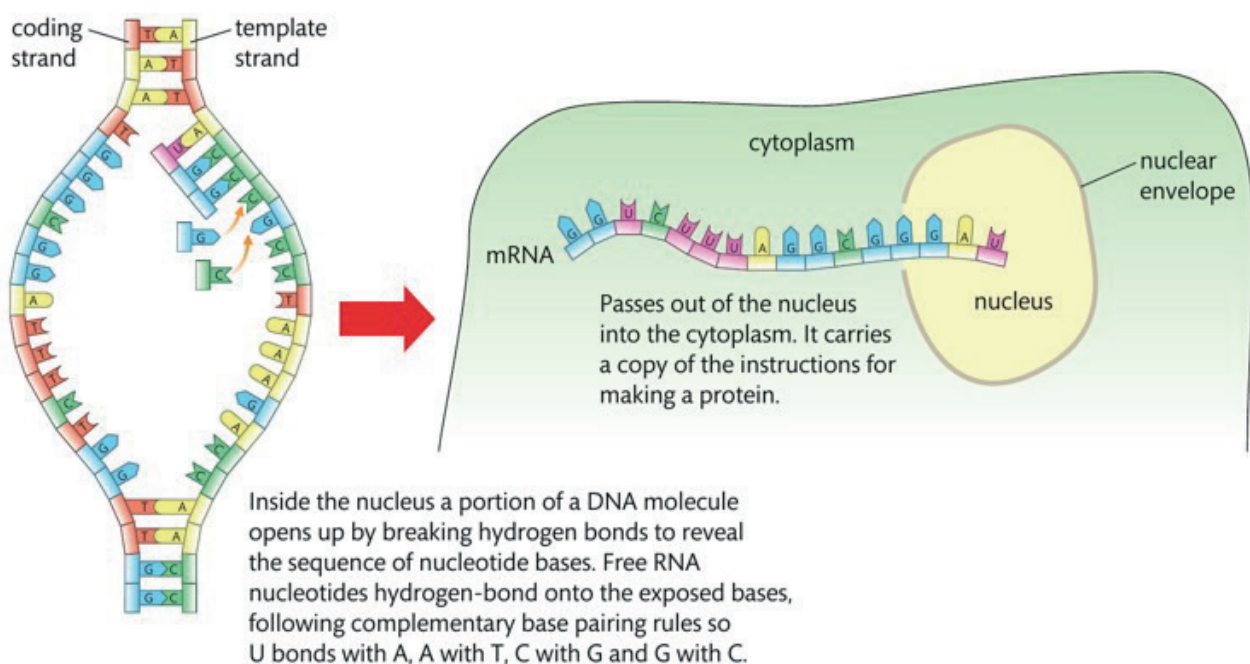 coding
strand
template
strand
T A
A T
A T
T
G
G
G
C
G
G
A
T
T
T
C
T
G
G
A
C
C
C
G
C
C
T
A
A
A
G
A
C
C
U
G
G
G
C
T A
T A
G C
G C
cytoplasm
nuclear
envelope
mRNA
G G U C U U U A G G C G G G A U
nucleus
Passes out of the nucleus
into the cytoplasm. It carries
a copy of the instructions for
making a protein.
Inside the nucleus a portion of a DNA molecule
opens up by breaking hydrogen bonds to reveal
the sequence of nucleotide bases. Free RNA
nucleotides hydrogen-bond onto the exposed bases,
following complementary base pairing rules so
U bonds with A, A with T, C with G and G with C.